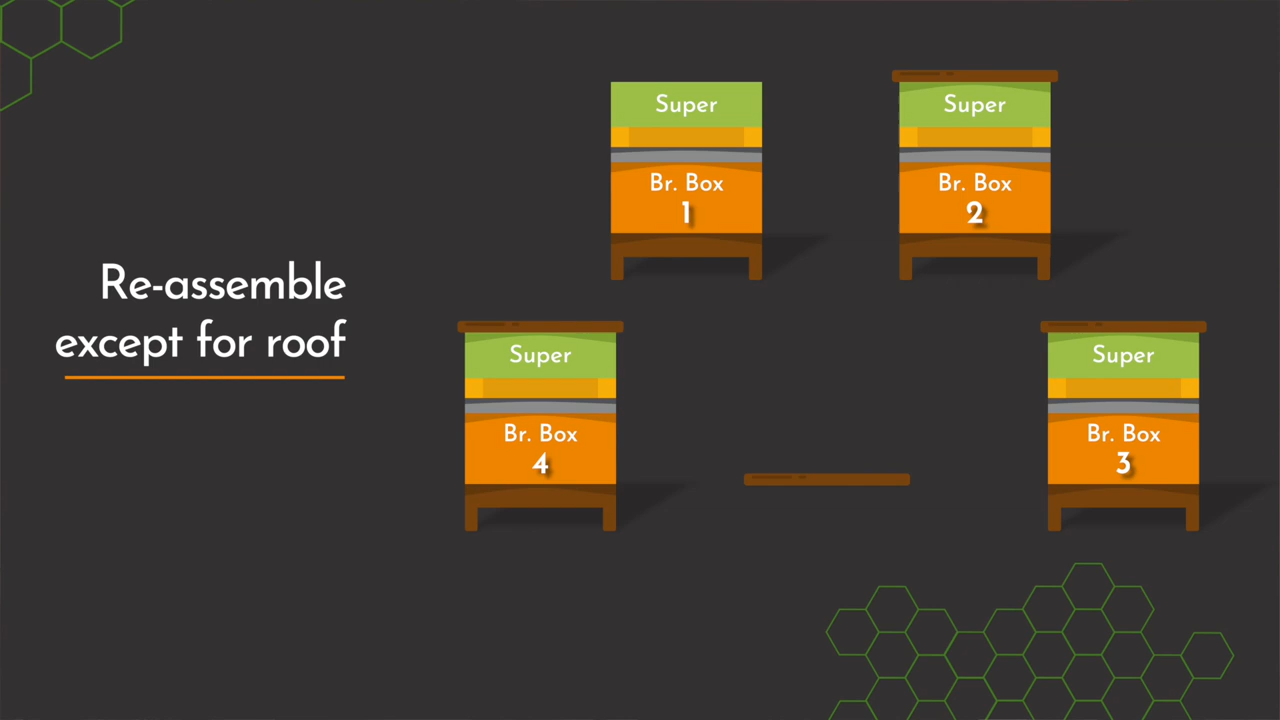 Re-assemble
except for roof
Super
Br. Box
1
Super
Br. Box
2
Super
Br. Box
4
Super
Br. Box
3